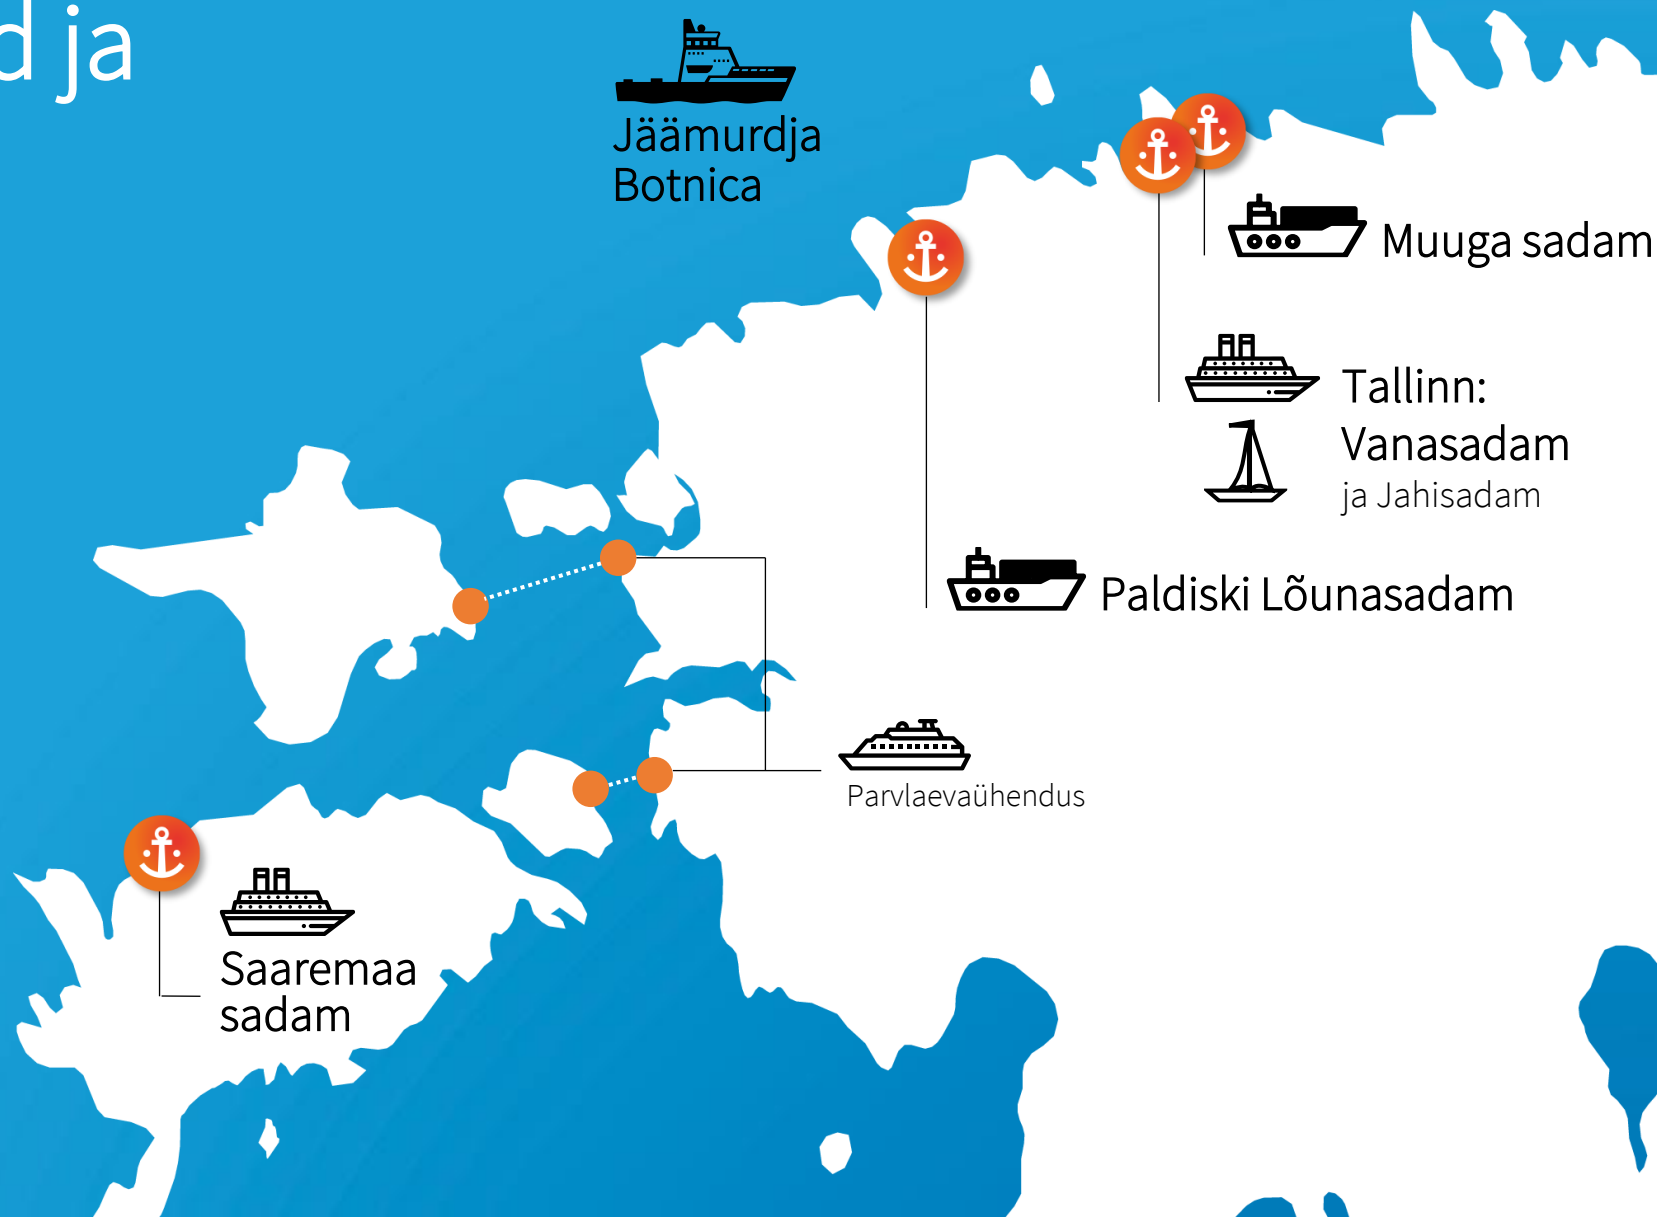 ja
Jäämurdja
Botnica
Muuga sadam
Tallinn:
Vanasadam
ja Jahisadam
Paldiski Lõunasadam
Parvlaevaühendus
Saaremaa
sadam